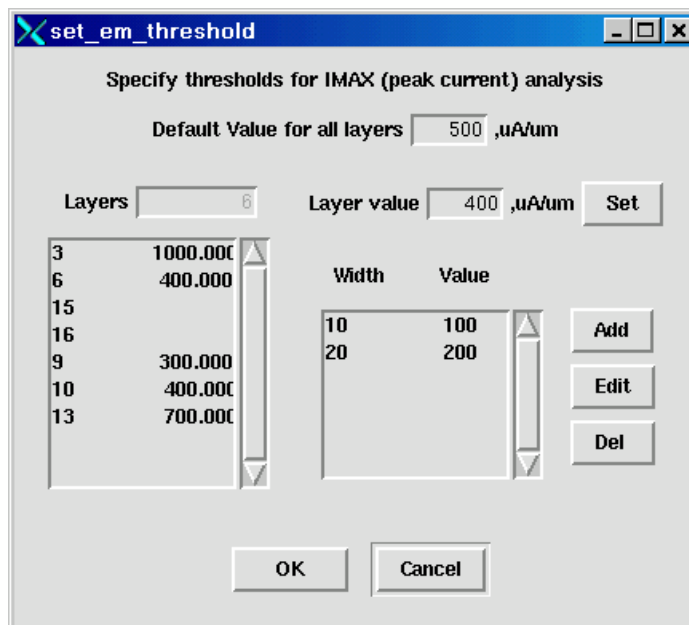 set_em_threshold
Specify thresholds for IMAX (peak current) analysis
Default Value for all layers 500 ,uA/um
Layers 6 Layer value 400 ,uA/um Set
3 1000.000
6 400.000
15
16
9 300.000
10 400.000
13 700.000
Width Value
10 100
20 200
Add
Edit
Del
OK Cancel